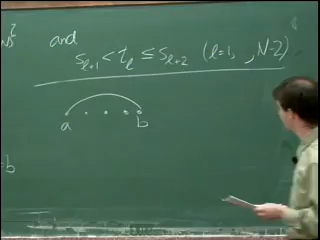 and
s_{ℓ+1} < t_ℓ ≤ s_{ℓ+2} (ℓ=1, , N-2)
a b
b